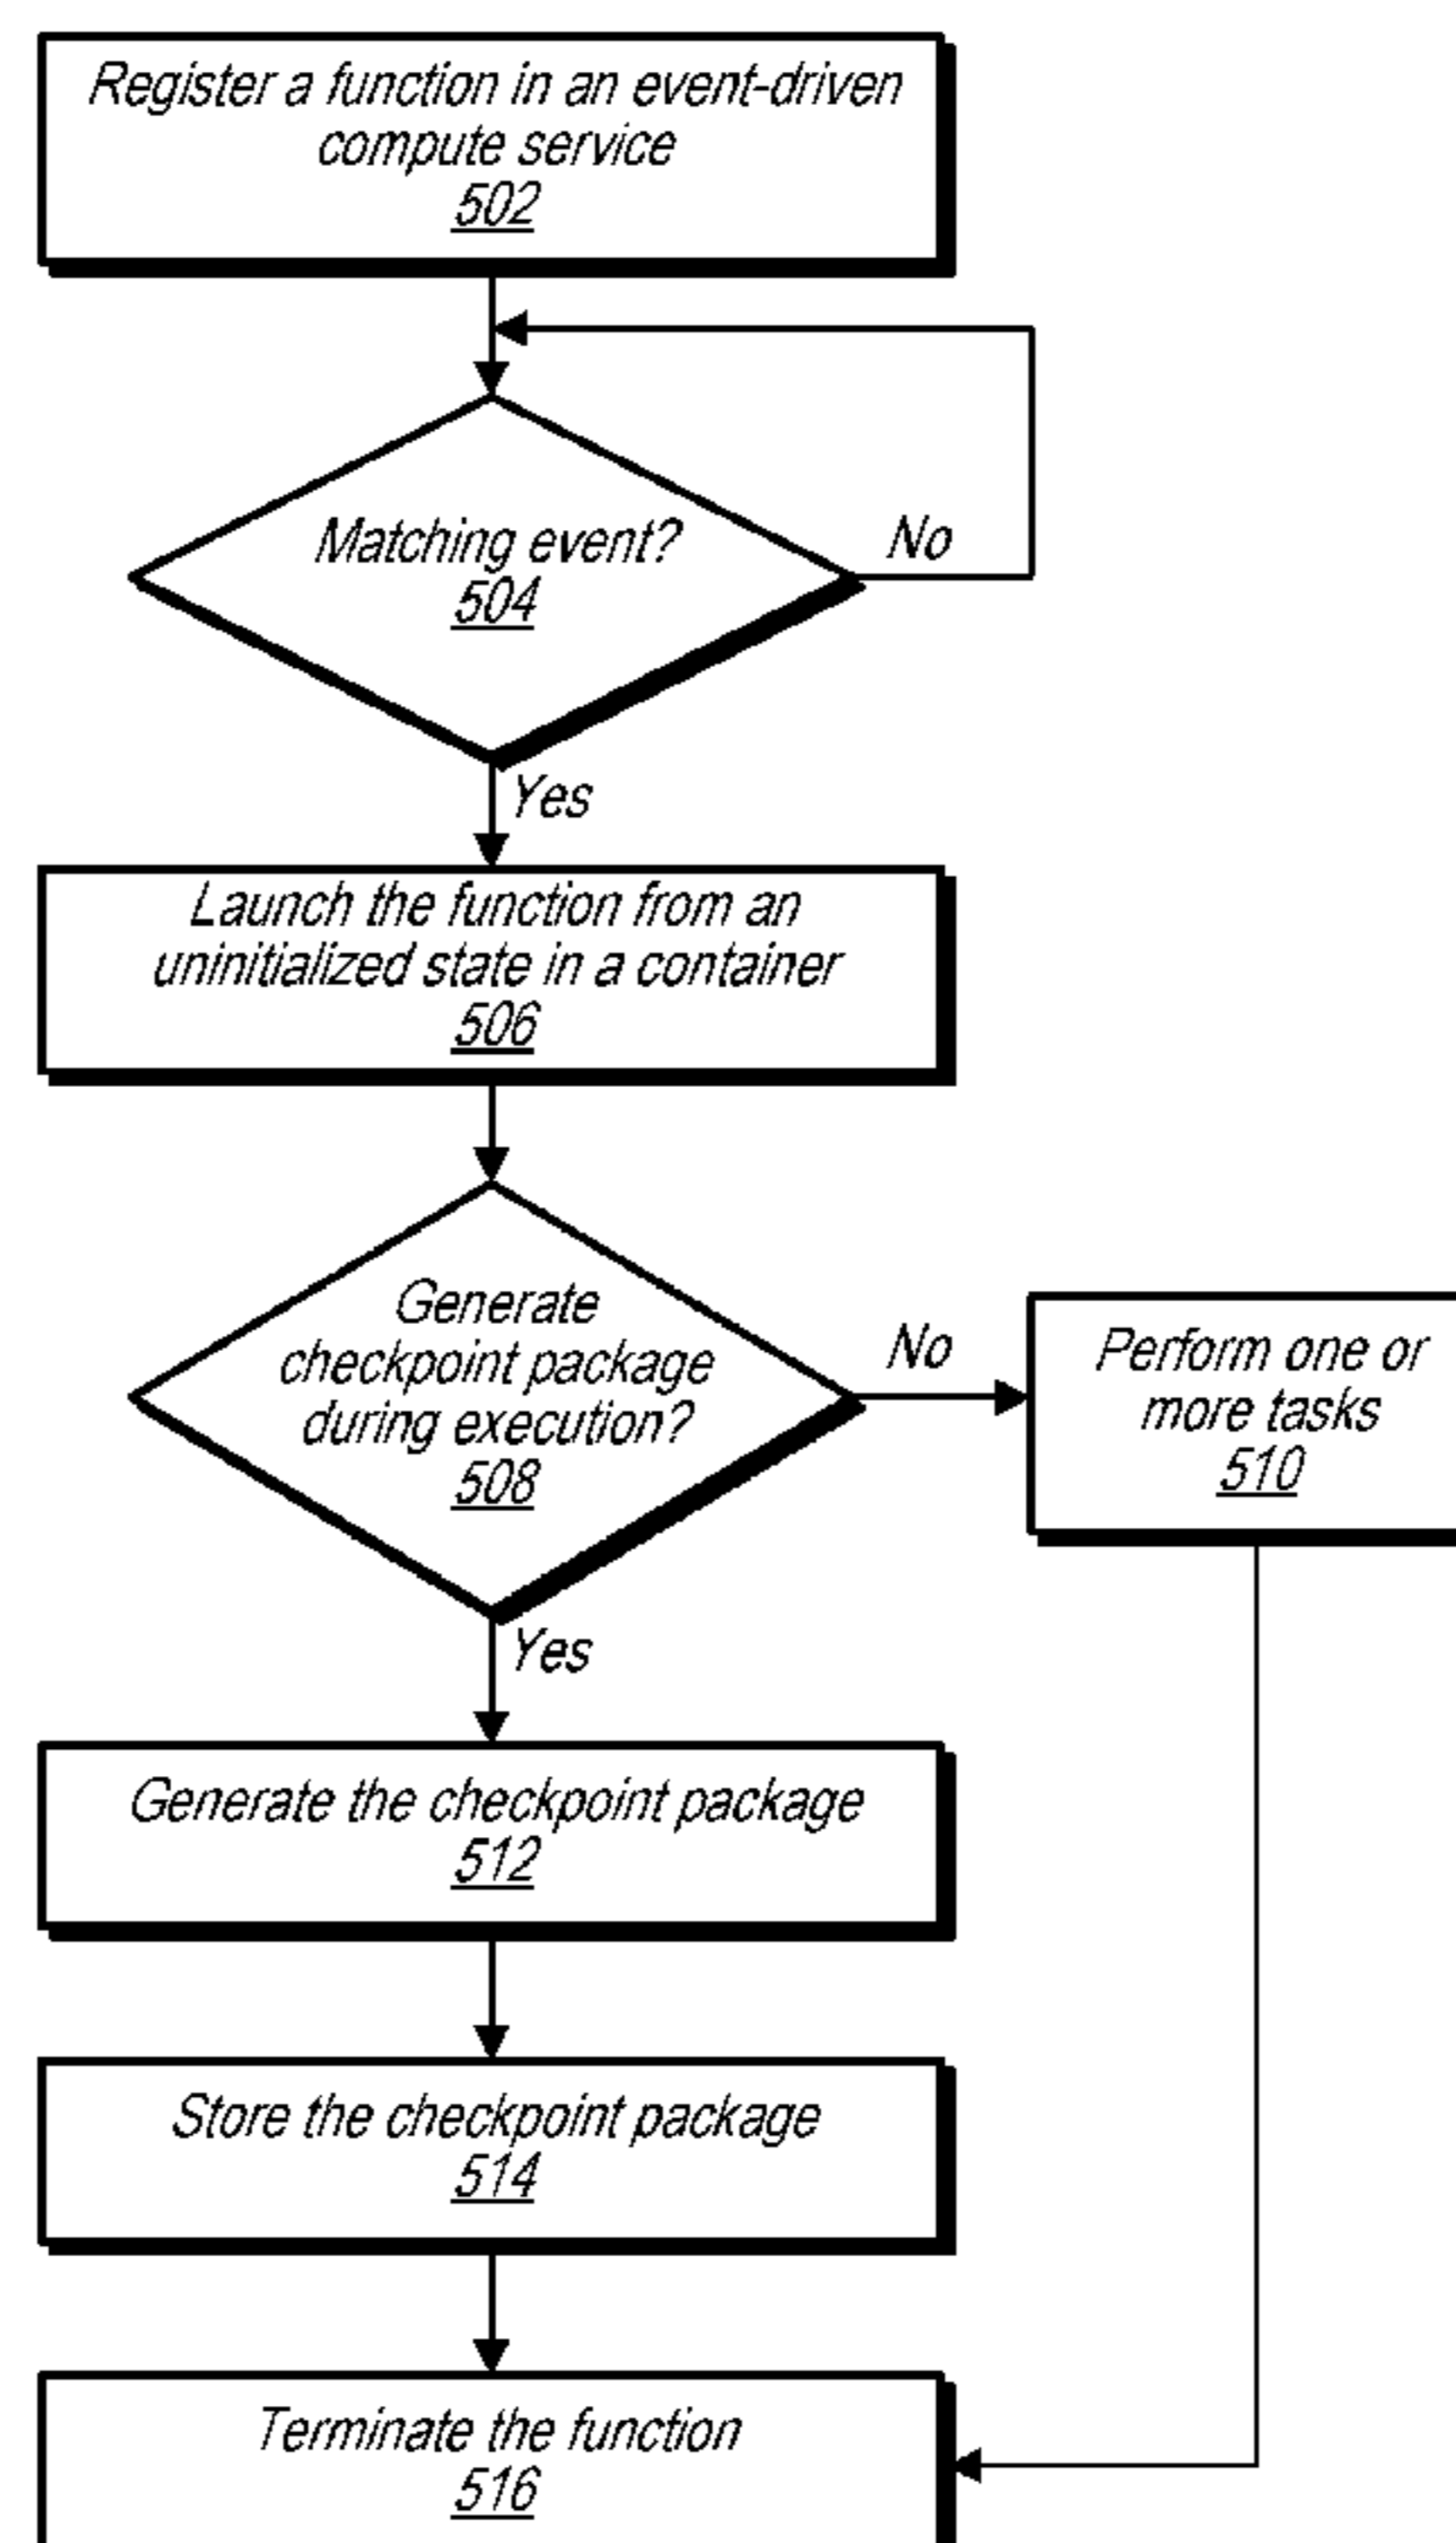 Register a function in an event-driven
compute service
502
Matching event?
504
No
Yes
Launch the function from an
uninitialized state in a container
506
Generate
checkpoint package
during execution?
508
No
Perform one or
more tasks
510
Yes
Generate the checkpoint package
512
Store the checkpoint package
514
Terminate the function
516